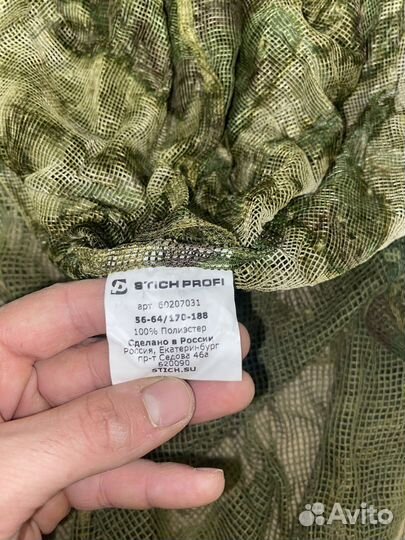 STICH PROFI
арт. 60207031
56-64/170-188
100% Полиэстер
Сделано в России
Россия, Екатеринбург
пр-т Седова 46а
620090
STICH.SU
Avito